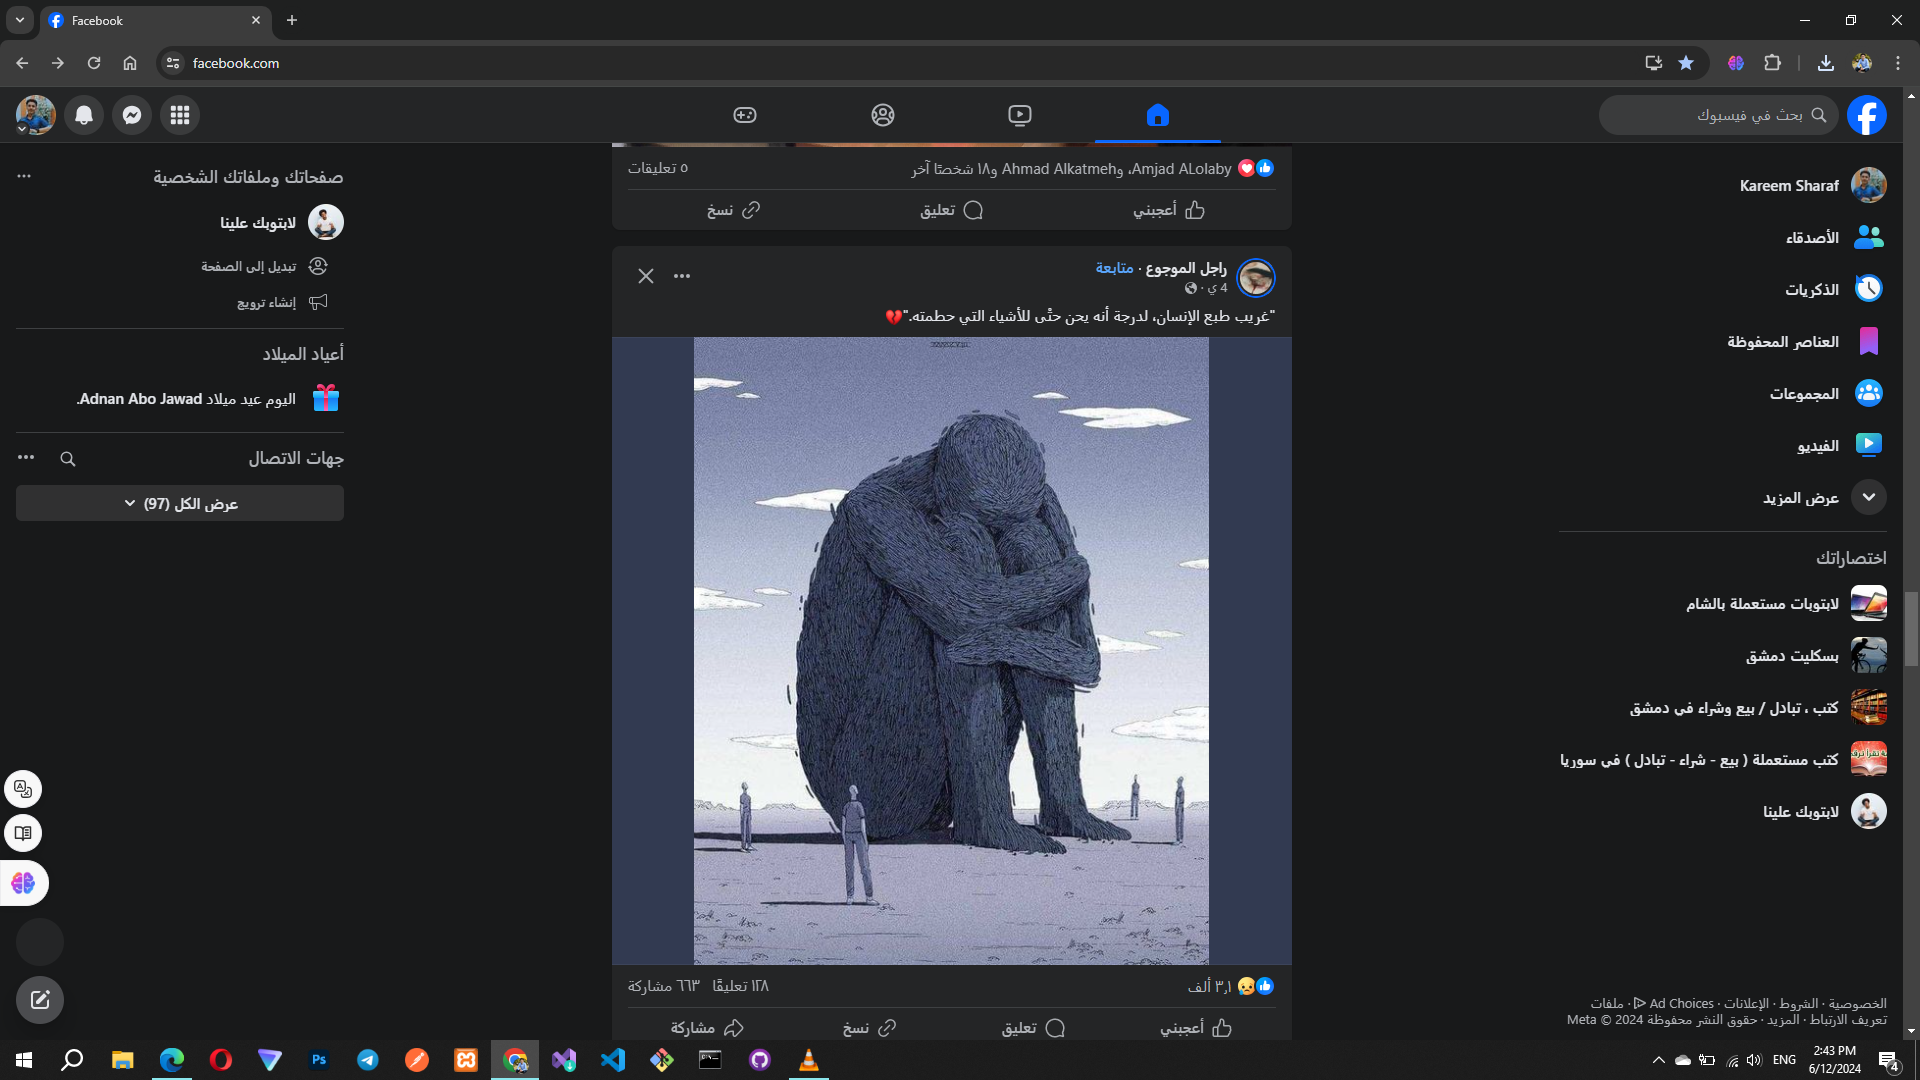 Facebook
facebook.com
بحث في فيسبوك
صفحاتك وملفاتك الشخصية
لابتوبك علينا
تبديل إلى الصفحة
إنشاء ترويج
أعياد الميلاد
اليوم عيد ميلاد Adnan Abo Jawad.
جهات الاتصال
عرض الكل (97)
Amjad ALolaby، وAhmad Alkatmeh و١٨ شخصًا آخر
٥ تعليقات
أعجبني
تعليق
نسخ
راجل الموجوع · متابعة
4 ي ·
"غريب طبع الإنسان، لدرجة أنه يحن حتْى للأشياء التي حطمته."💔
٣٫١ ألف
١٢٨ تعليقًا
٦٦٣ مشاركة
أعجبني
تعليق
نسخ
مشاركة
Kareem Sharaf
الأصدقاء
الذكريات
العناصر المحفوظة
المجموعات
الفيديو
عرض المزيد
اختصاراتك
لابتوبات مستعملة بالشام
بسكليت دمشق
كتب ، تبادل / بيع وشراء في دمشق
كتب مستعملة ( بيع - شراء - تبادل ) في سوريا
لابتوبك علينا
الخصوصية · الشروط · الإعلانات · Ad Choices · ملفات
تعريف الارتباط · المزيد · حقوق النشر محفوظة Meta © 2024
Ps
ENG
2:43 PM
6/12/2024
4